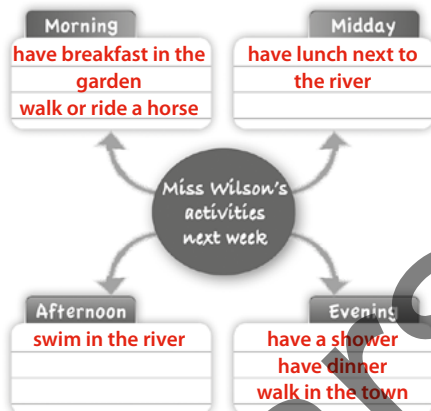 Morning
have breakfast in the
garden
walk or ride a horse
Midday
have lunch next to
the river
Miss Wilson's
activities
next week
Afternoon
swim in the river
Evening
have a shower
have dinner
walk in the town